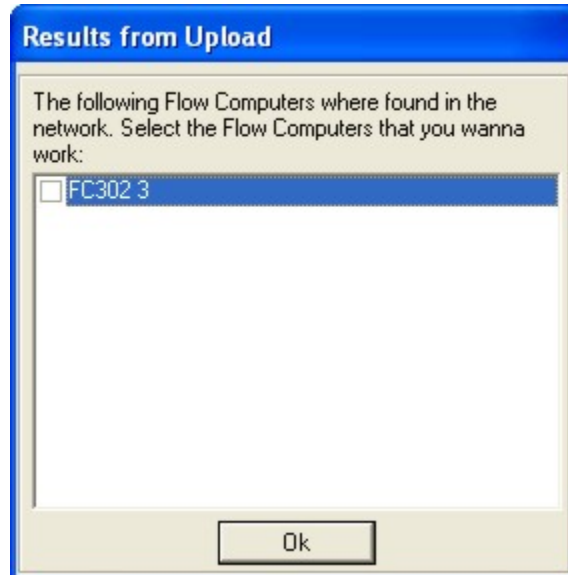 Results from Upload
The following Flow Computers where found in the
network. Select the Flow Computers that you wanna
work:
FC302 3
Ok